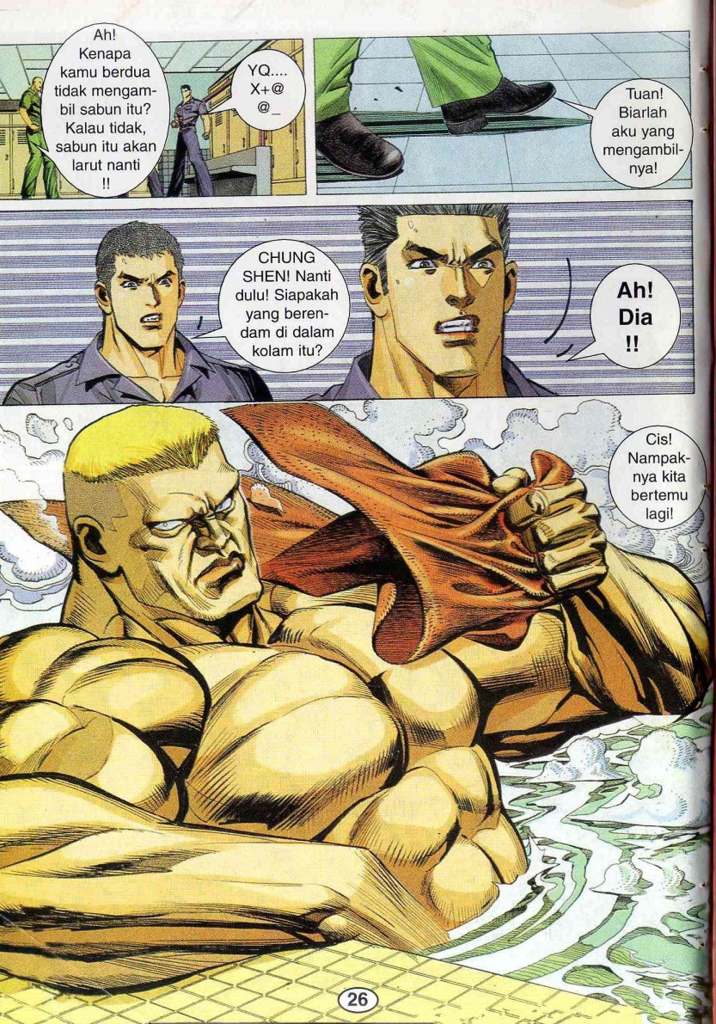 Ah!
Kenapa
kamu berdua
tidak mengam-
bil sabun itu?
Kalau tidak,
sabun itu akan
larut nanti
!!
YQ....
X+@
@_
Tuan!
Biarlah
aku yang
mengambil-
nya!
CHUNG
SHEN! Nanti
dulu! Siapakah
yang beren-
dam di dalam
kolam itu?
Ah!
Dia
!!
Cis!
Nampak-
nya kita
bertemu
lagi!
26